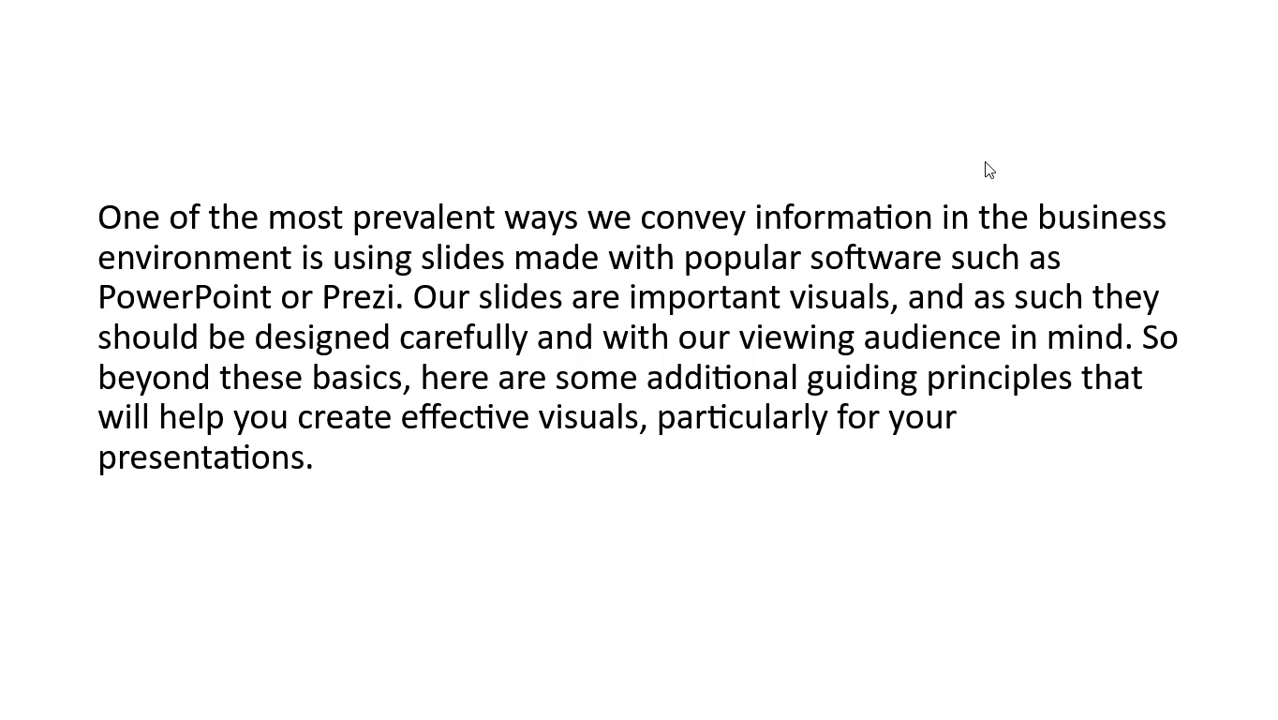 One of the most prevalent ways we convey information in the business
environment is using slides made with popular software such as
PowerPoint or Prezi. Our slides are important visuals, and as such they
should be designed carefully and with our viewing audience in mind. So
beyond these basics, here are some additional guiding principles that
will help you create effective visuals, particularly for your
presentations.